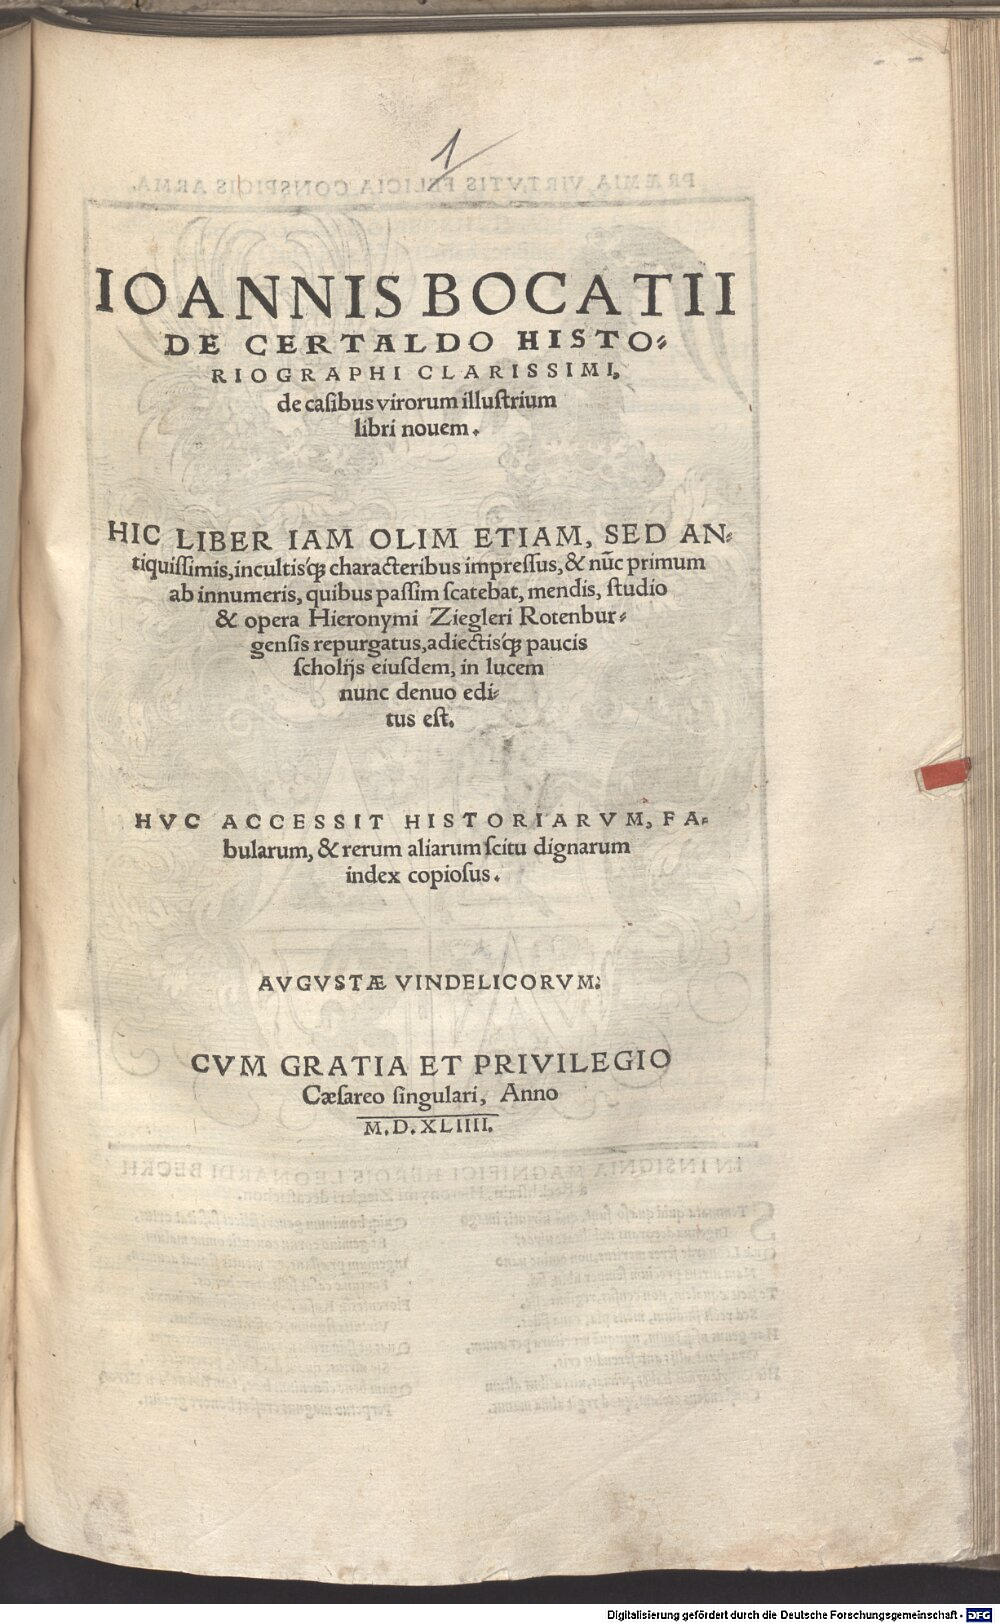 1
IOANNIS BOCATII
DE CERTALDO HISTO⸗
RIOGRAPHI CLARISSIMI,
de casibus virorum illustrium
libri nouem.
HIC LIBER IAM OLIM ETIAM, SED AN⸗
tiquissimis, incultisq́ꝫ characteribus impressus, & nūc primum
ab innumeris, quibus passim scatebat, mendis, studio
& opera Hieronymi Ziegleri Rotenbur⸗
gensis repurgatus, adiectisq́ꝫ paucis
scholijs eiusdem, in lucem
nunc denuo edi⸗
tus est.
HVC ACCESSIT HISTORIARVM, FA⸗
bularum, & rerum aliarum scitu dignarum
index copiosus.
AVGVSTÆ VINDELICORVM:
CVM GRATIA ET PRIVILEGIO
Cæsareo singulari, Anno
M. D. XLIIII.
Digitalisierung gefördert durch die Deutsche Forschungsgemeinschaft - DFG